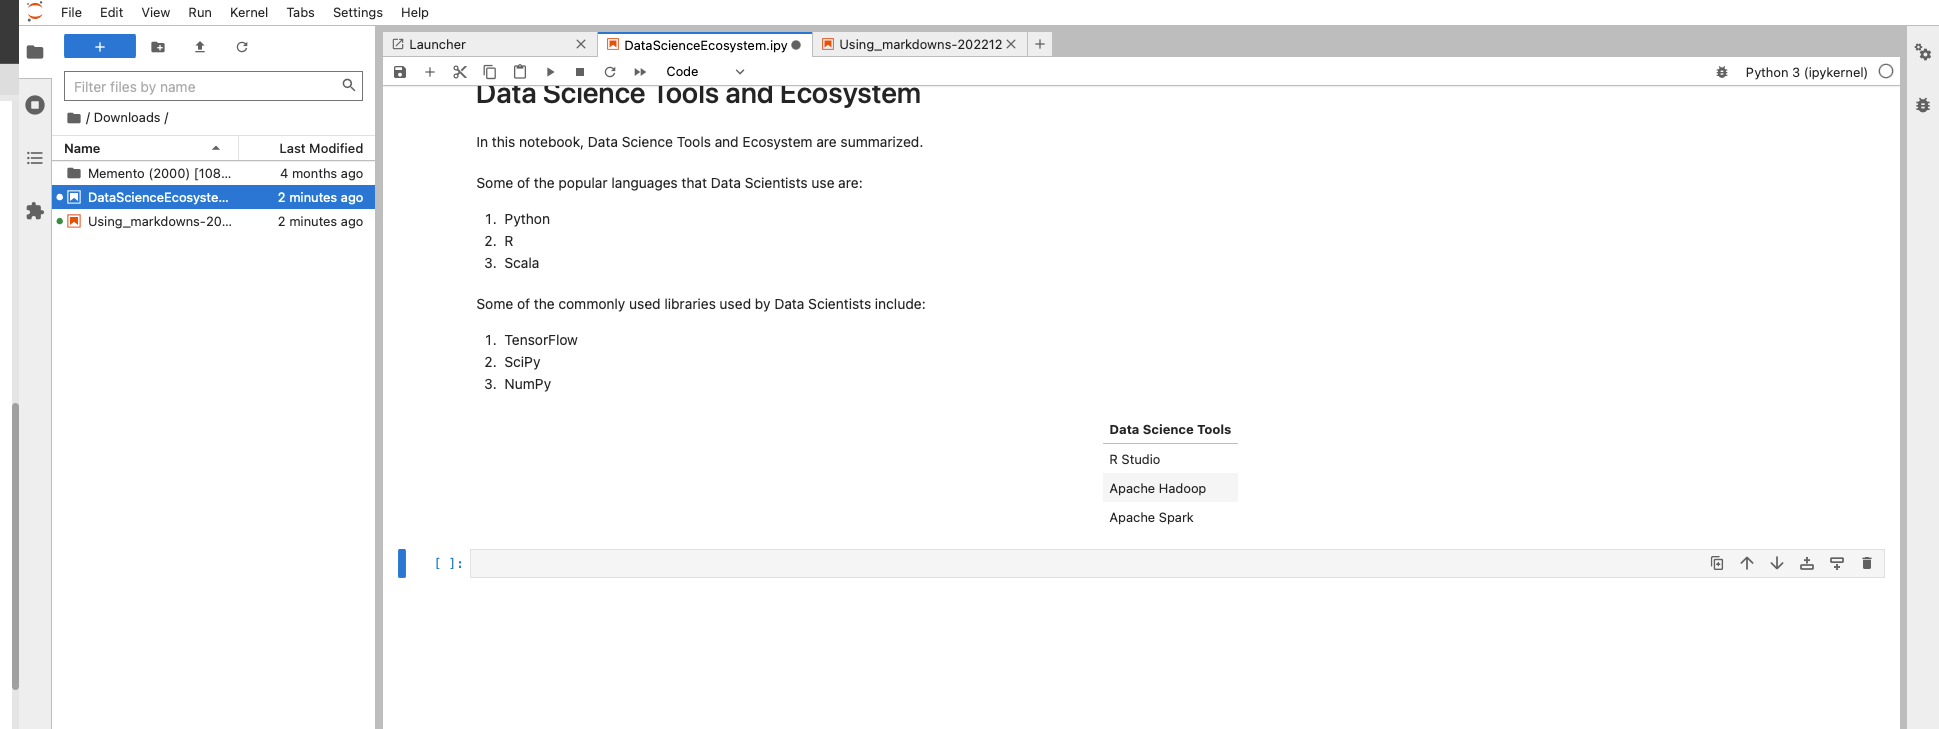 File Edit View Run Kernel Tabs Settings Help
+
Filter files by name
/ Downloads /
Name Last Modified
Memento (2000) [108... 4 months ago
DataScienceEcosyste... 2 minutes ago
Using_markdowns-20... 2 minutes ago
Launcher DataScienceEcosystem.ipy Using_markdowns-202212 +
Code Python 3 (ipykernel)
Data Science Tools and Ecosystem
In this notebook, Data Science Tools and Ecosystem are summarized.
Some of the popular languages that Data Scientists use are:
1. Python
2. R
3. Scala
Some of the commonly used libraries used by Data Scientists include:
1. TensorFlow
2. SciPy
3. NumPy
Data Science Tools
R Studio
Apache Hadoop
Apache Spark
[ ]: